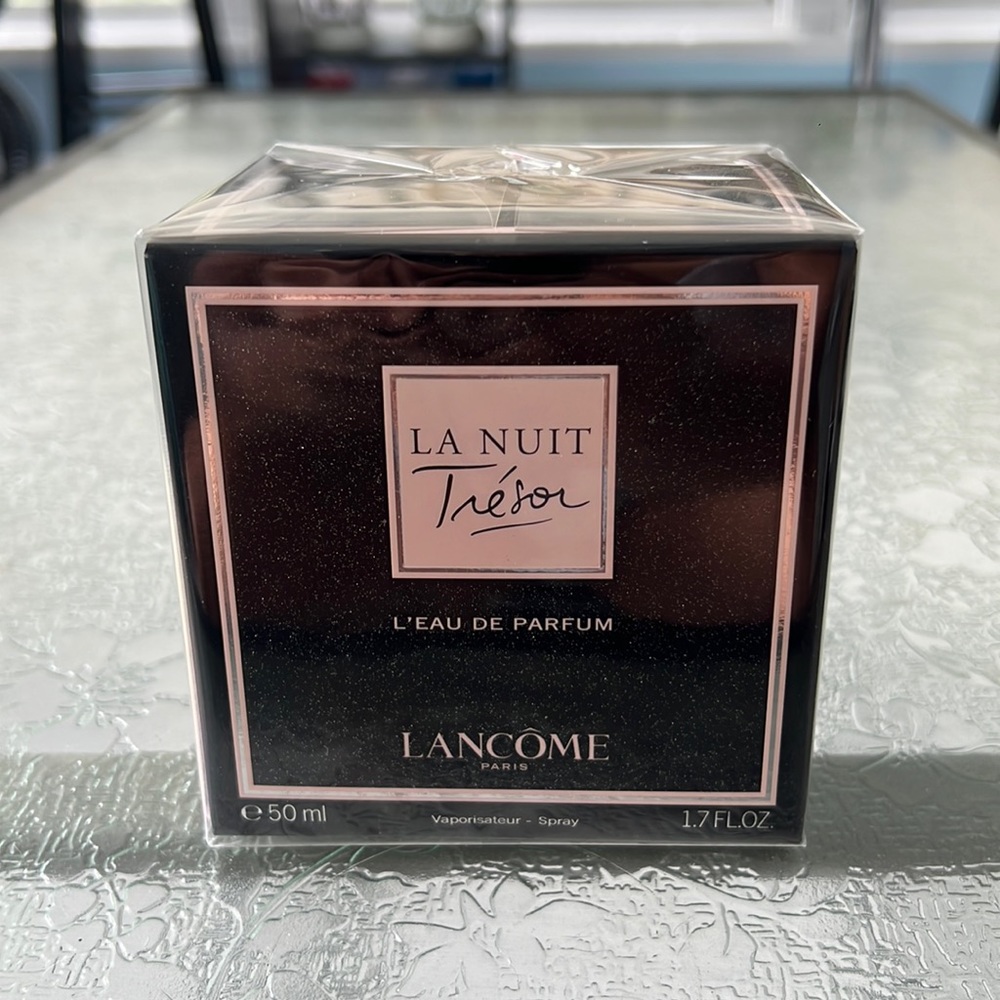 LA NUIT
Trésor
L'EAU DE PARFUM
LANCÔME
PARIS
℮ 50 ml Vaporisateur - Spray 1.7 FL.OZ.